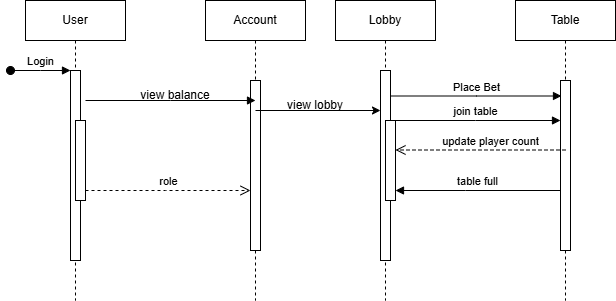 User
Account
Lobby
Table
Login
Place Bet
view balance
view lobby
join table
update player count
role
table full